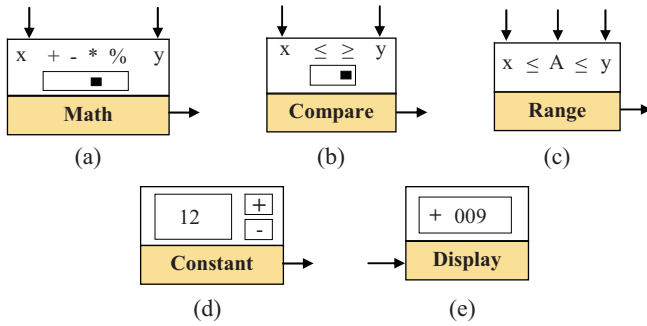 x + - * % y
Math
(a)
x ≤ ≥ y
Compare
(b)
x ≤ A ≤ y
Range
(c)
12 + -
Constant
(d)
+ 009
Display
(e)